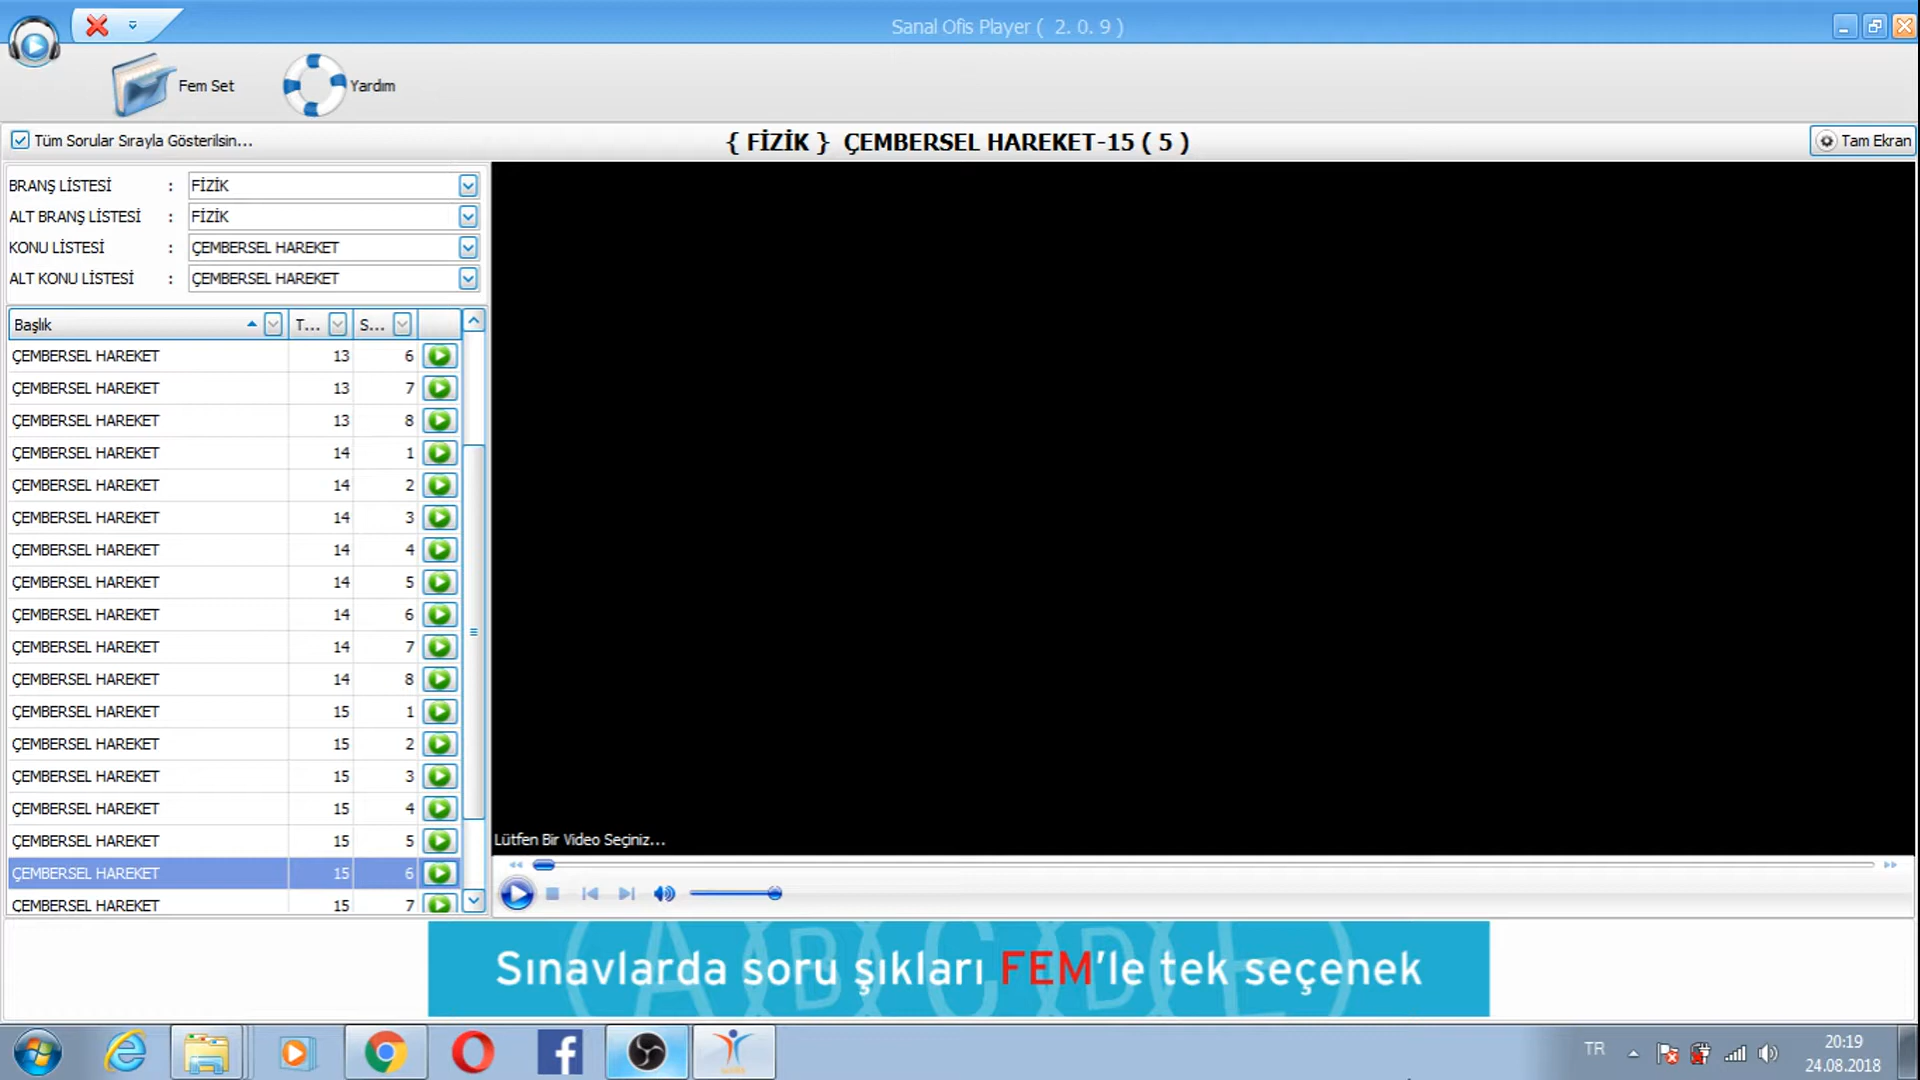 Sanal Ofis Player ( 2. 0. 9 )
Fem Set
Yardım
Tüm Sorular Sırayla Gösterilsin...
{ FİZİK } ÇEMBERSEL HAREKET-15 ( 5 )
Tam Ekran
BRANŞ LİSTESİ : FİZİK
ALT BRANŞ LİSTESİ : FİZİK
KONU LİSTESİ : ÇEMBERSEL HAREKET
ALT KONU LİSTESİ : ÇEMBERSEL HAREKET
Başlık T... S...
ÇEMBERSEL HAREKET 13 6
ÇEMBERSEL HAREKET 13 7
ÇEMBERSEL HAREKET 13 8
ÇEMBERSEL HAREKET 14 1
ÇEMBERSEL HAREKET 14 2
ÇEMBERSEL HAREKET 14 3
ÇEMBERSEL HAREKET 14 4
ÇEMBERSEL HAREKET 14 5
ÇEMBERSEL HAREKET 14 6
ÇEMBERSEL HAREKET 14 7
ÇEMBERSEL HAREKET 14 8
ÇEMBERSEL HAREKET 15 1
ÇEMBERSEL HAREKET 15 2
ÇEMBERSEL HAREKET 15 3
ÇEMBERSEL HAREKET 15 4
ÇEMBERSEL HAREKET 15 5
ÇEMBERSEL HAREKET 15 6
ÇEMBERSEL HAREKET 15 7
Lütfen Bir Video Seçiniz...
A B C D E
Sınavlarda soru şıkları FEM'le tek seçenek
TR
20:19
24.08.2018